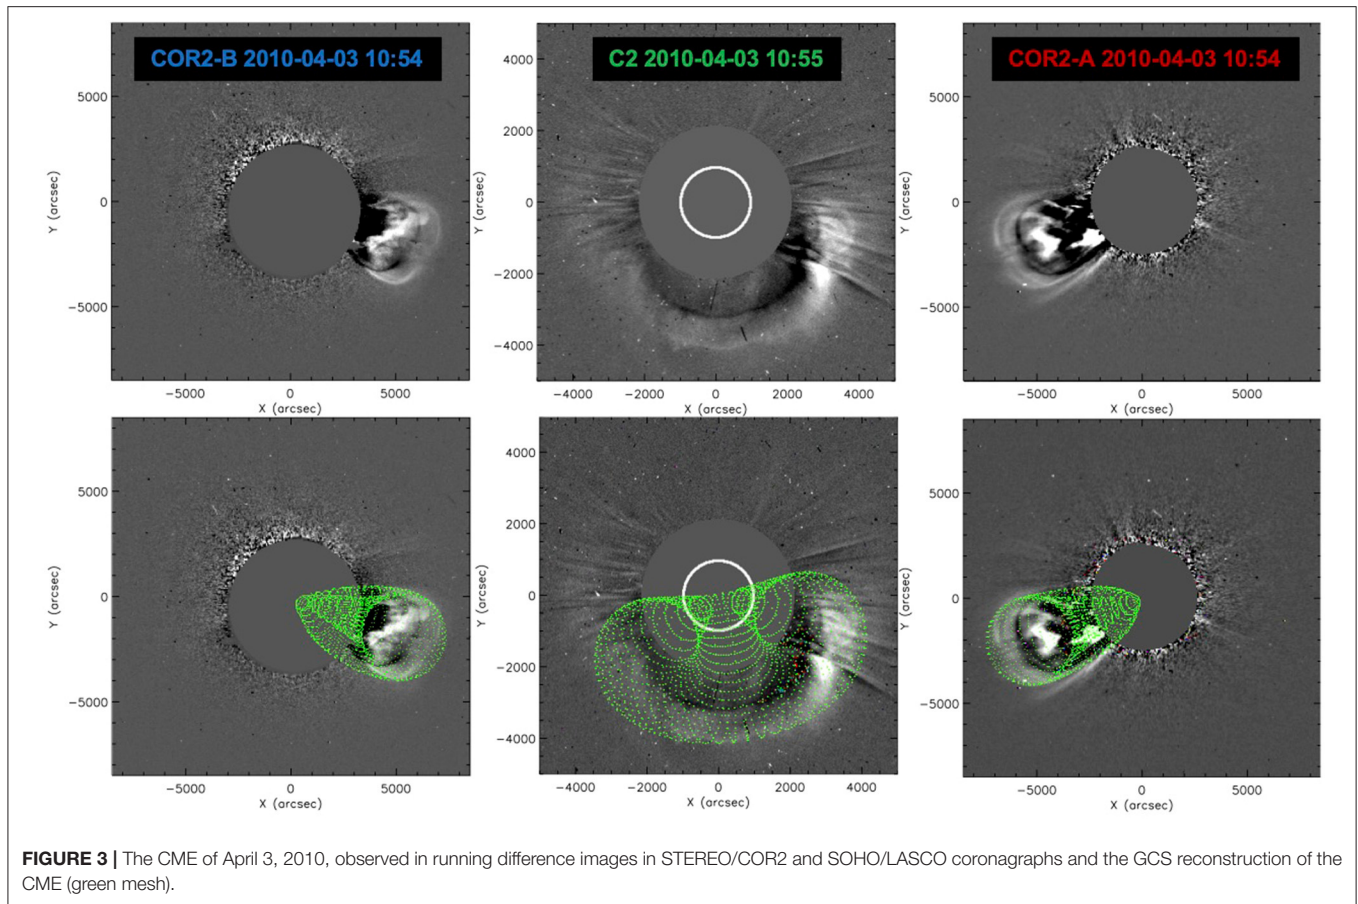 COR2-B 2010-04-03 10:54
C2 2010-04-03 10:55
COR2-A 2010-04-03 10:54
5000
0
−5000
Y (arcsec)
−5000 0 5000
X (arcsec)
4000
2000
0
−2000
−4000
Y (arcsec)
−4000 −2000 0 2000 4000
X (arcsec)
5000
0
−5000
Y (arcsec)
−5000 0 5000
X (arcsec)
5000
0
−5000
Y (arcsec)
−5000 0 5000
X (arcsec)
4000
2000
0
−2000
−4000
Y (arcsec)
−4000 −2000 0 2000 4000
X (arcsec)
5000
0
−5000
Y (arcsec)
−5000 0 5000
X (arcsec)
FIGURE 3 | The CME of April 3, 2010, observed in running difference images in STEREO/COR2 and SOHO/LASCO coronagraphs and the GCS reconstruction of the
CME (green mesh).